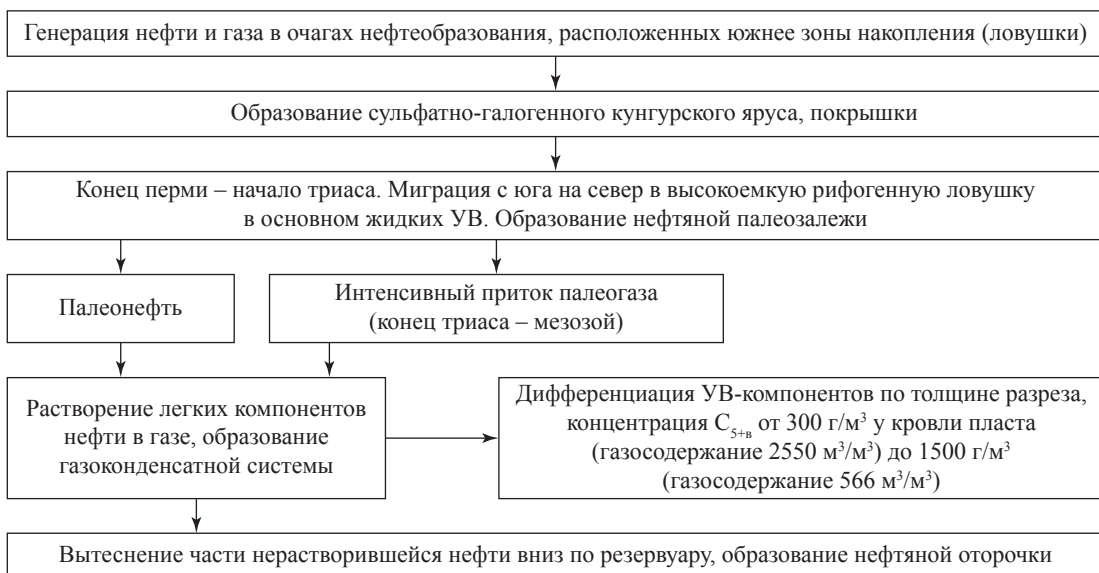 Генерация нефти и газа в очагах нефтеобразования, расположенных южнее зоны накопления (ловушки)
Образование сульфатно-галогенного кунгурского яруса, покрышки
Конец перми – начало триаса. Миграция с юга на север в высокоемкую рифогенную ловушку
в основном жидких УВ. Образование нефтяной палеозалежи
Палеонефть
Интенсивный приток палеогаза
(конец триаса – мезозой)
Растворение легких компонентов
нефти в газе, образование
газоконденсатной системы
Дифференциация УВ-компонентов по толщине разреза,
концентрация C₅₊ᵦ от 300 г/м³ у кровли пласта
(газосодержание 2550 м³/м³) до 1500 г/м³
(газосодержание 566 м³/м³)
Вытеснение части нерастворившейся нефти вниз по резервуару, образование нефтяной оторочки